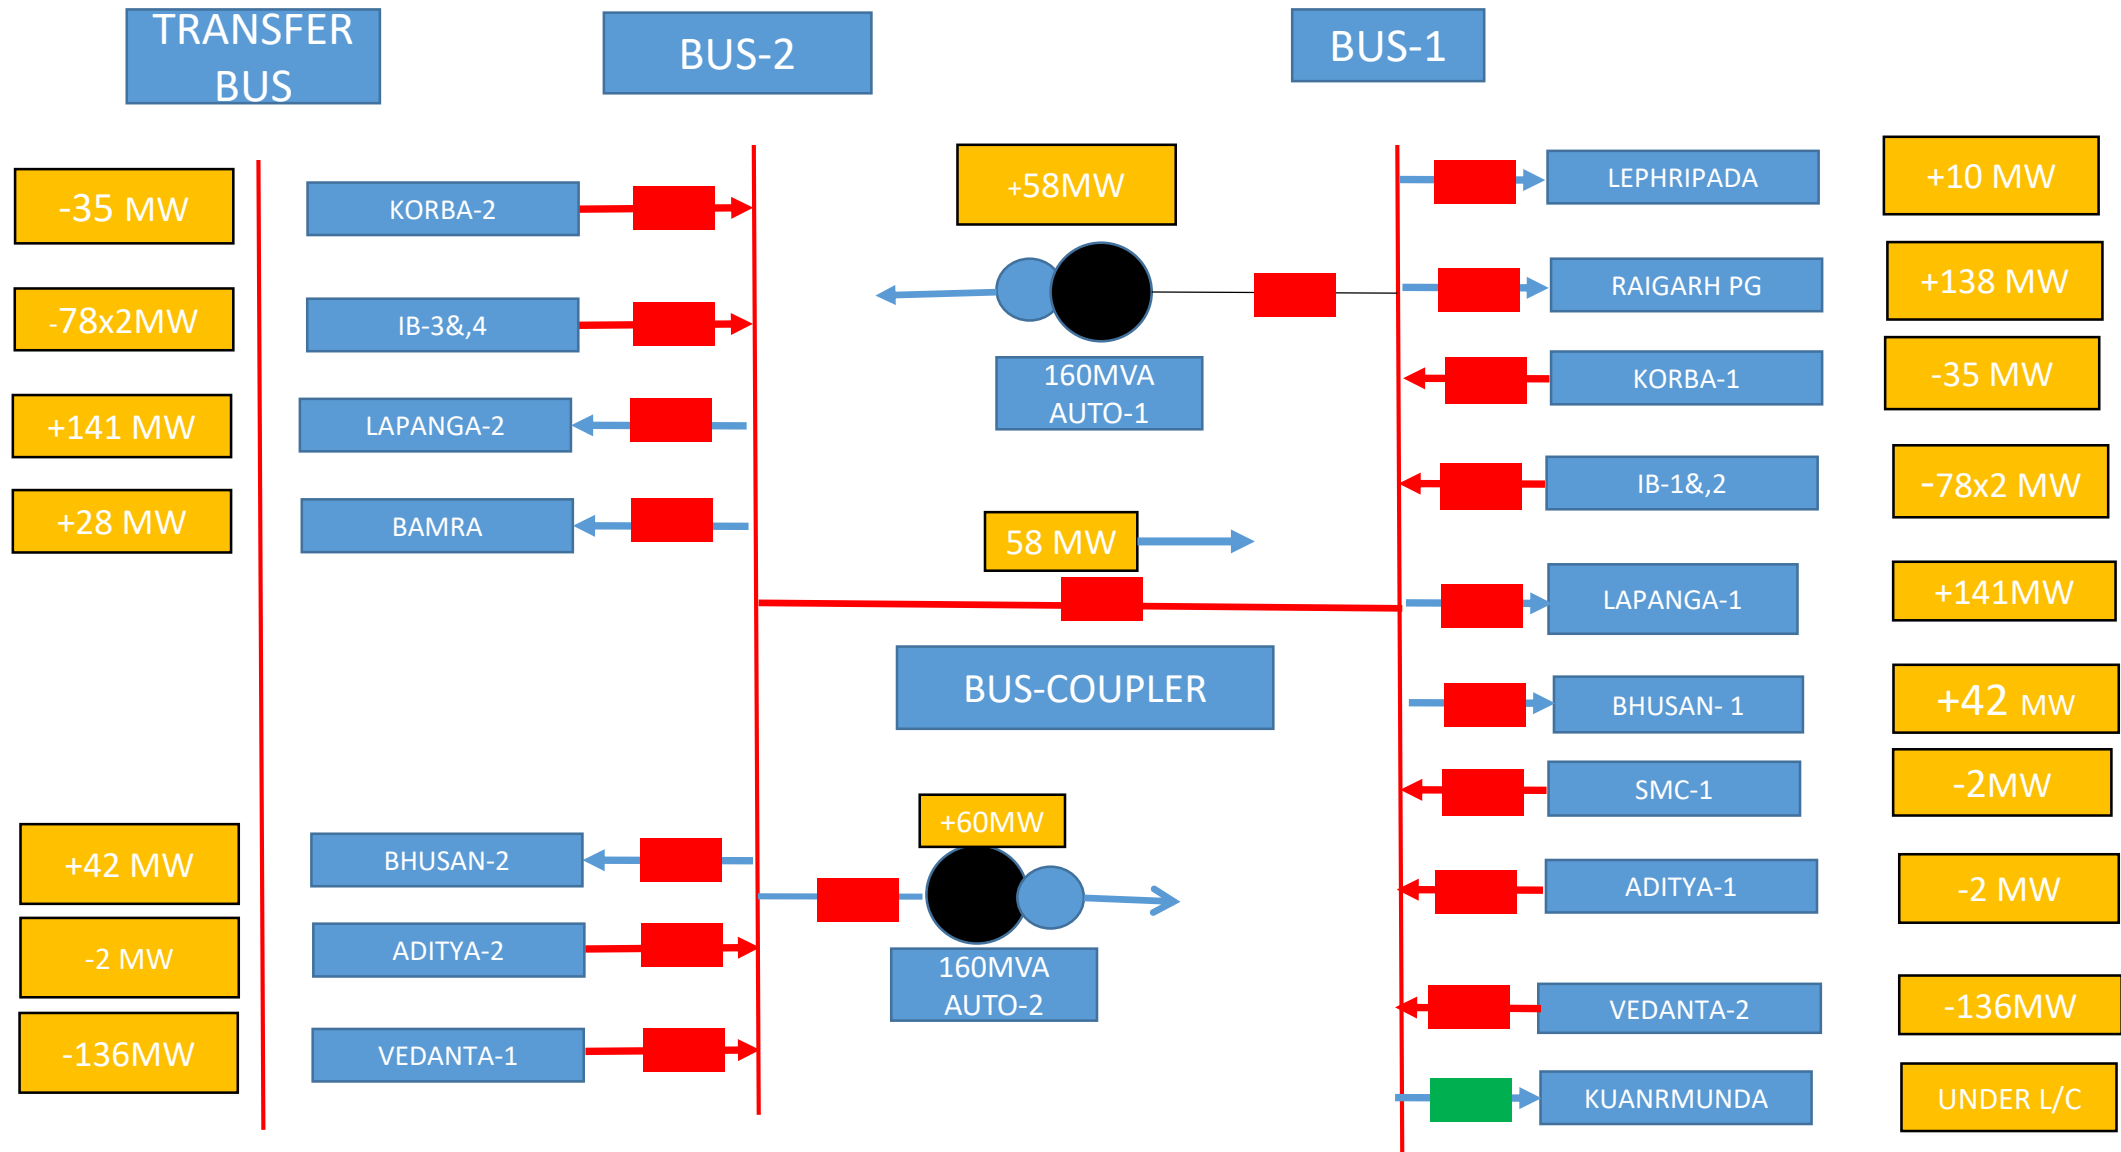 TRANSFER
BUS
BUS-2
BUS-1
-35 MW
KORBA-2
-78x2MW
IB-3&,4
+141 MW
LAPANGA-2
+28 MW
BAMRA
+42 MW
BHUSAN-2
-2 MW
ADITYA-2
-136MW
VEDANTA-1
+58MW
160MVA
AUTO-1
58 MW
BUS-COUPLER
+60MW
160MVA
AUTO-2
LEPHRIPADA
+10 MW
RAIGARH PG
+138 MW
KORBA-1
-35 MW
IB-1&,2
-78x2 MW
LAPANGA-1
+141MW
BHUSAN- 1
+42 MW
SMC-1
-2MW
ADITYA-1
-2 MW
VEDANTA-2
-136MW
KUANRMUNDA
UNDER L/C